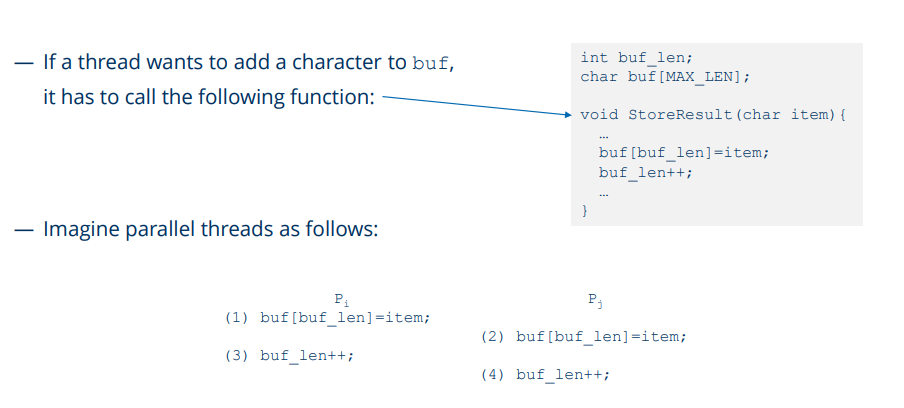 — If a thread wants to add a character to buf,
it has to call the following function:
int buf_len;
char buf[MAX_LEN];
void StoreResult(char item){
…
buf[buf_len]=item;
buf_len++;
…
}
— Imagine parallel threads as follows:
Pi
Pj
(1) buf[buf_len]=item;
(2) buf[buf_len]=item;
(3) buf_len++;
(4) buf_len++;